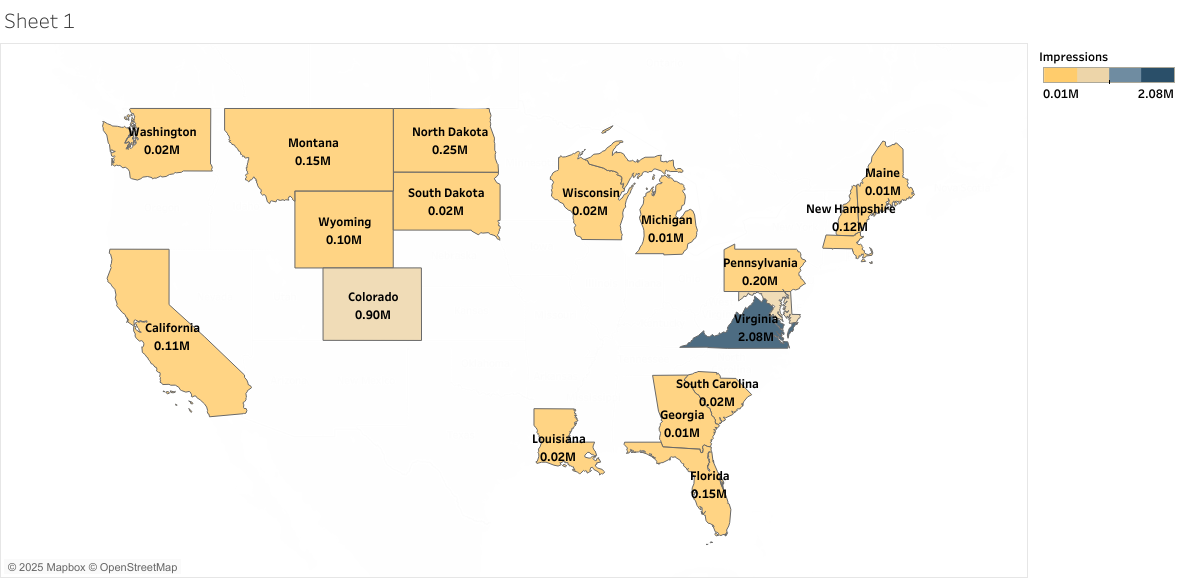 Sheet 1
Impressions
0.01M
2.08M
Washington
0.02M
Montana
0.15M
North Dakota
0.25M
South Dakota
0.02M
Wyoming
0.10M
Colorado
0.90M
California
0.11M
Wisconsin
0.02M
Michigan
0.01M
Maine
0.01M
New Hampshire
0.12M
Pennsylvania
0.20M
Virginia
2.08M
South Carolina
0.02M
Georgia
0.01M
Louisiana
0.02M
Florida
0.15M
© 2025 Mapbox © OpenStreetMap